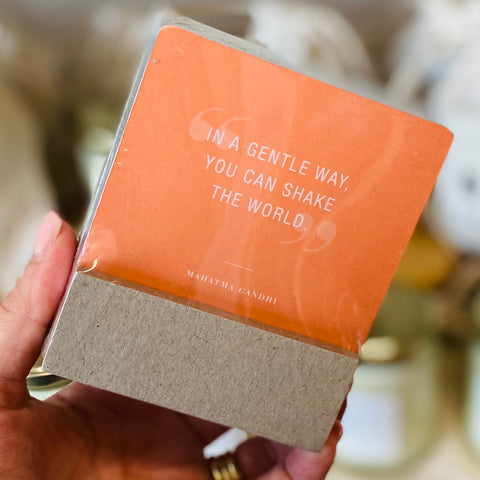 “IN A GENTLE WAY,
YOU CAN SHAKE
THE WORLD.”
MAHATMA GANDHI